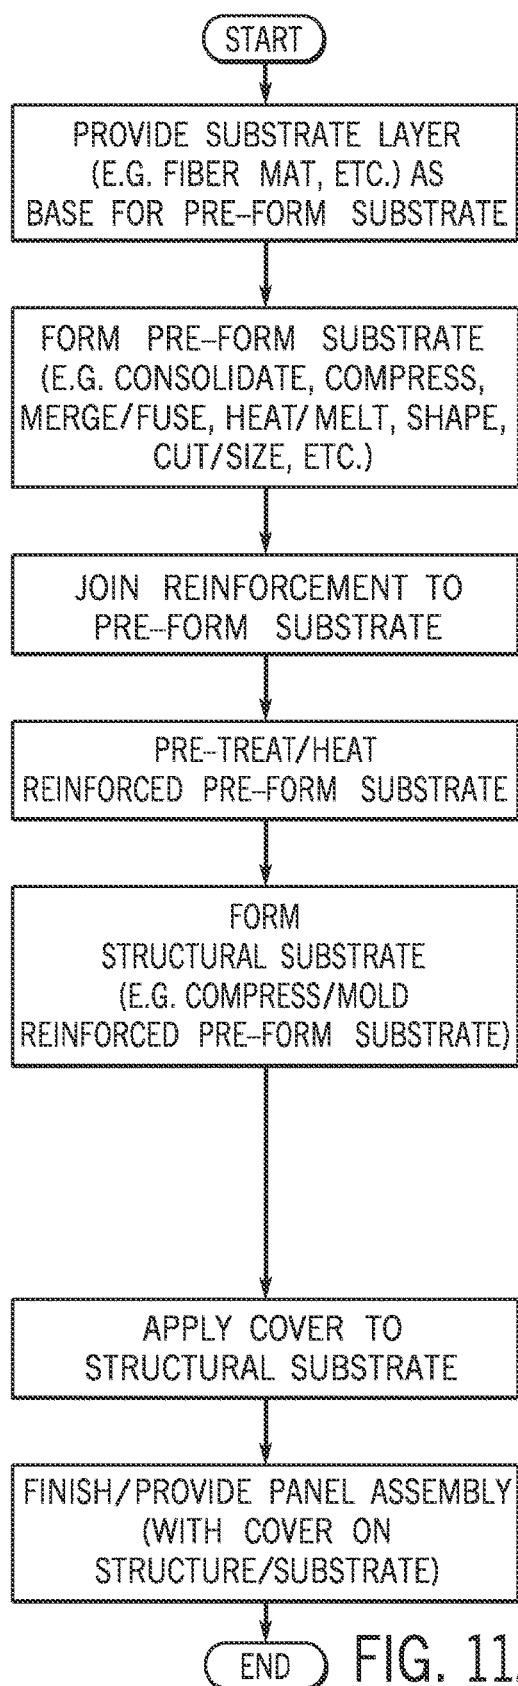 START
PROVIDE SUBSTRATE LAYER
(E.G. FIBER MAT, ETC.) AS
BASE FOR PRE-FORM SUBSTRATE
FORM PRE-FORM SUBSTRATE
(E.G. CONSOLIDATE, COMPRESS,
MERGE/FUSE, HEAT/MELT, SHAPE,
CUT/SIZE, ETC.)
JOIN REINFORCEMENT TO
PRE-FORM SUBSTRATE
PRE-TREAT/HEAT
REINFORCED PRE-FORM SUBSTRATE
FORM
STRUCTURAL SUBSTRATE
(E.G. COMPRESS/MOLD
REINFORCED PRE-FORM SUBSTRATE)
APPLY COVER TO
STRUCTURAL SUBSTRATE
FINISH/PROVIDE PANEL ASSEMBLY
(WITH COVER ON
STRUCTURE/SUBSTRATE)
END
FIG. 11